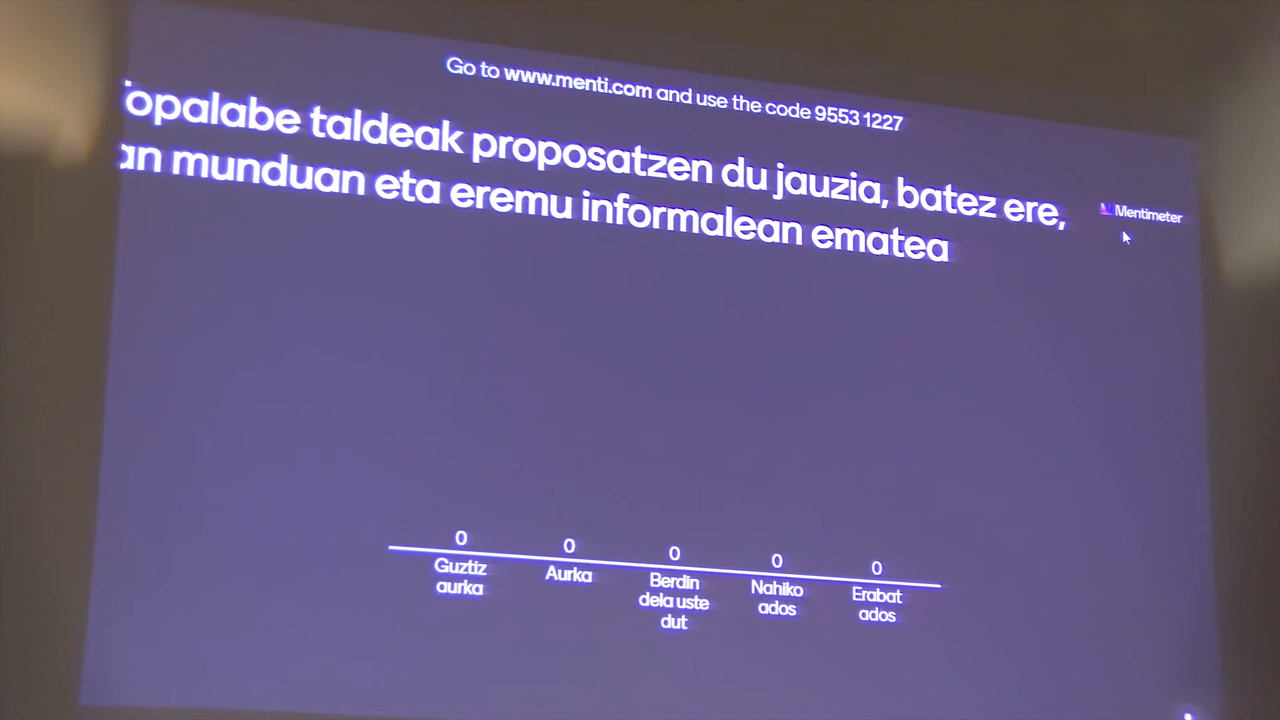 Go to www.menti.com and use the code 9553 1227
opalabe taldeak proposatzen du jauzia, batez ere,
an munduan eta eremu informalean ematea
Mentimeter
0 0 0 0 0
Guztiz aurka
Aurka
Berdin dela uste dut
Nahiko ados
Erabat ados